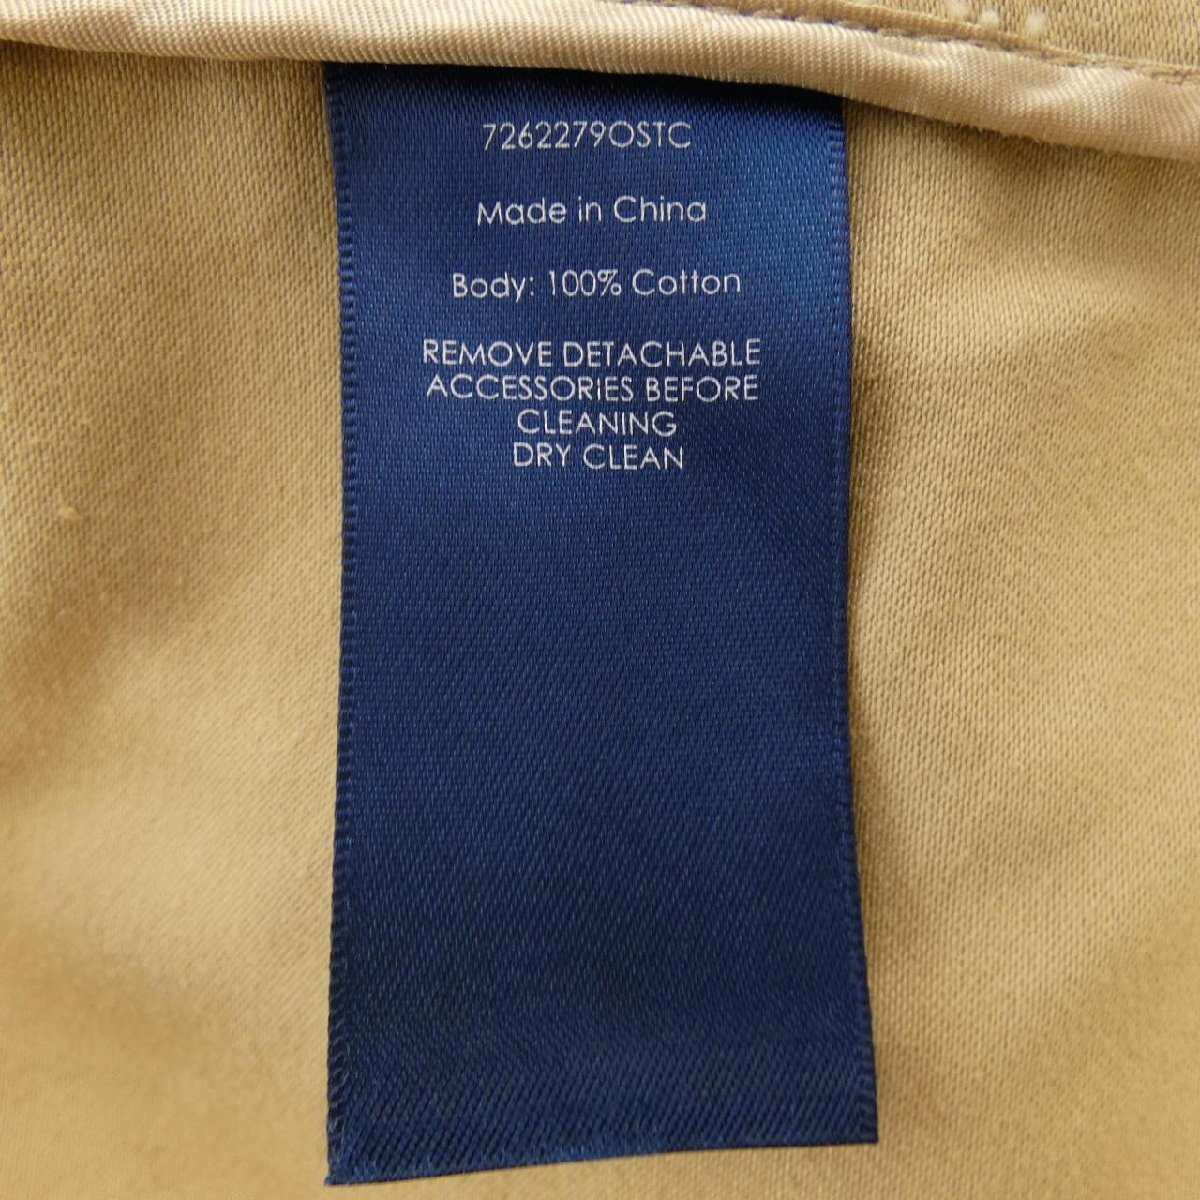 7262279OSTC
Made in China
Body: 100% Cotton
REMOVE DETACHABLE
ACCESSORIES BEFORE
CLEANING
DRY CLEAN